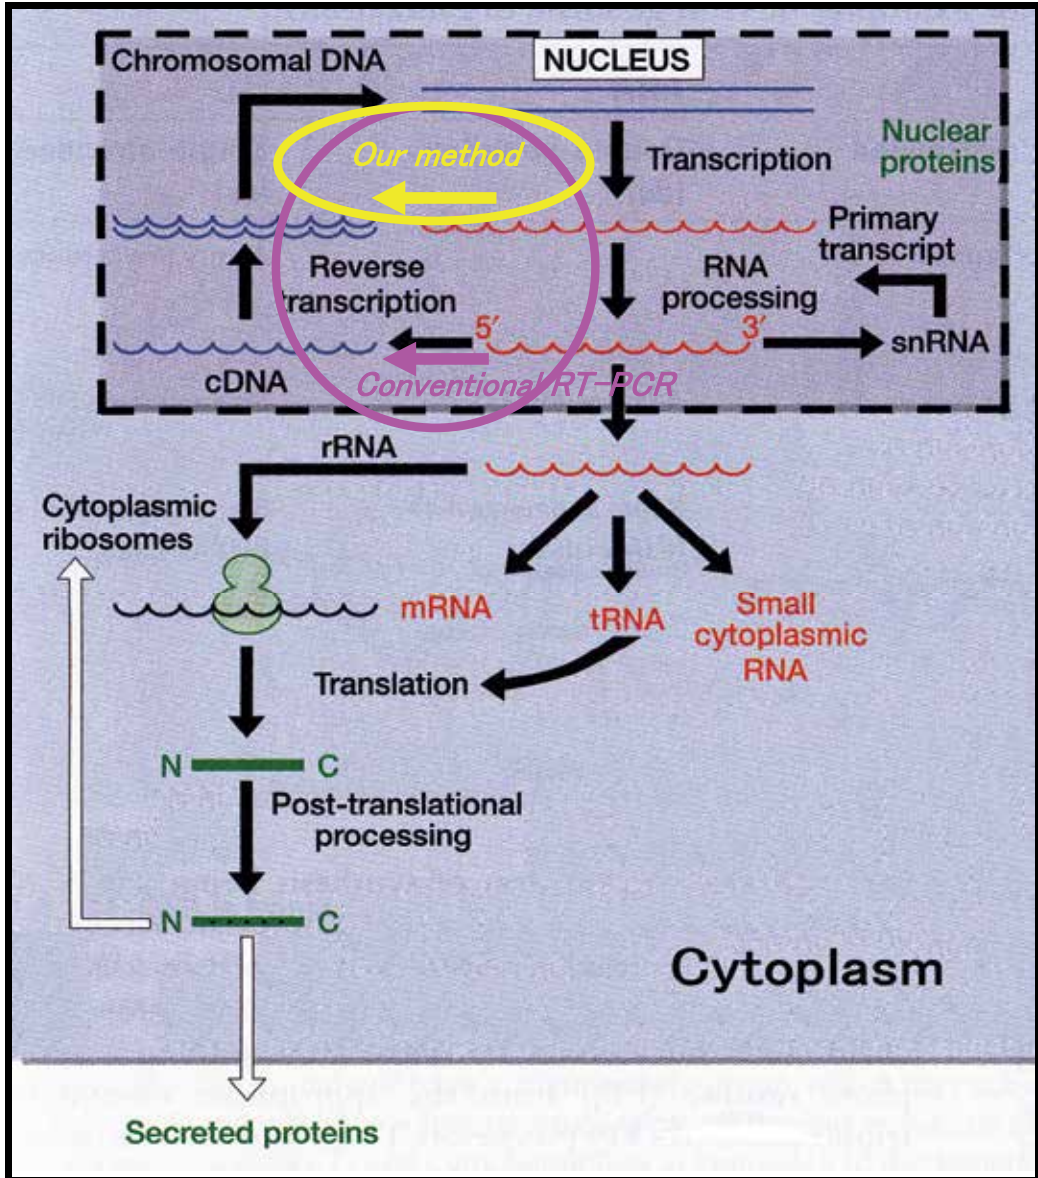 Chromosomal DNA
NUCLEUS
Nuclear
proteins
Our method
Transcription
Primary
transcript
Reverse
transcription
RNA
processing
5′
3′
snRNA
cDNA
Conventional RT-PCR
rRNA
Cytoplasmic
ribosomes
mRNA
tRNA
Small
cytoplasmic
RNA
Translation
N
C
Post-translational
processing
N
C
Cytoplasm
Secreted proteins